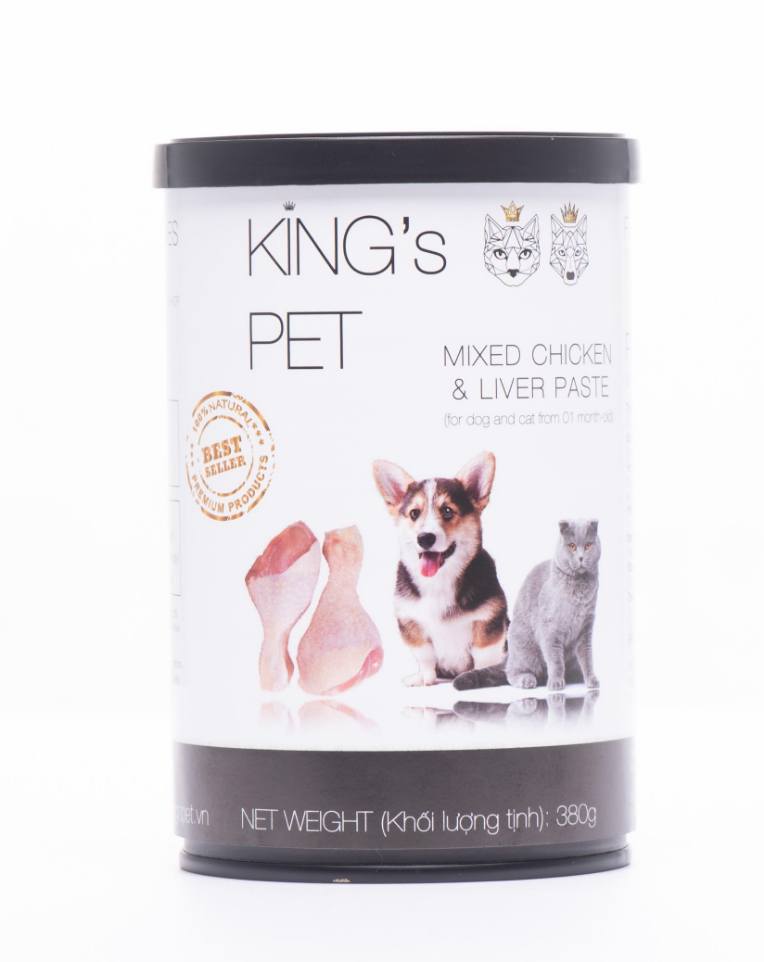 KING's
PET
MIXED CHICKEN
& LIVER PASTE
(for dog and cat from 01 month-old)
100% NATURAL
BEST
SELLER
PREMIUM PRODUCTS
NET WEIGHT (Khối lượng tịnh): 380g